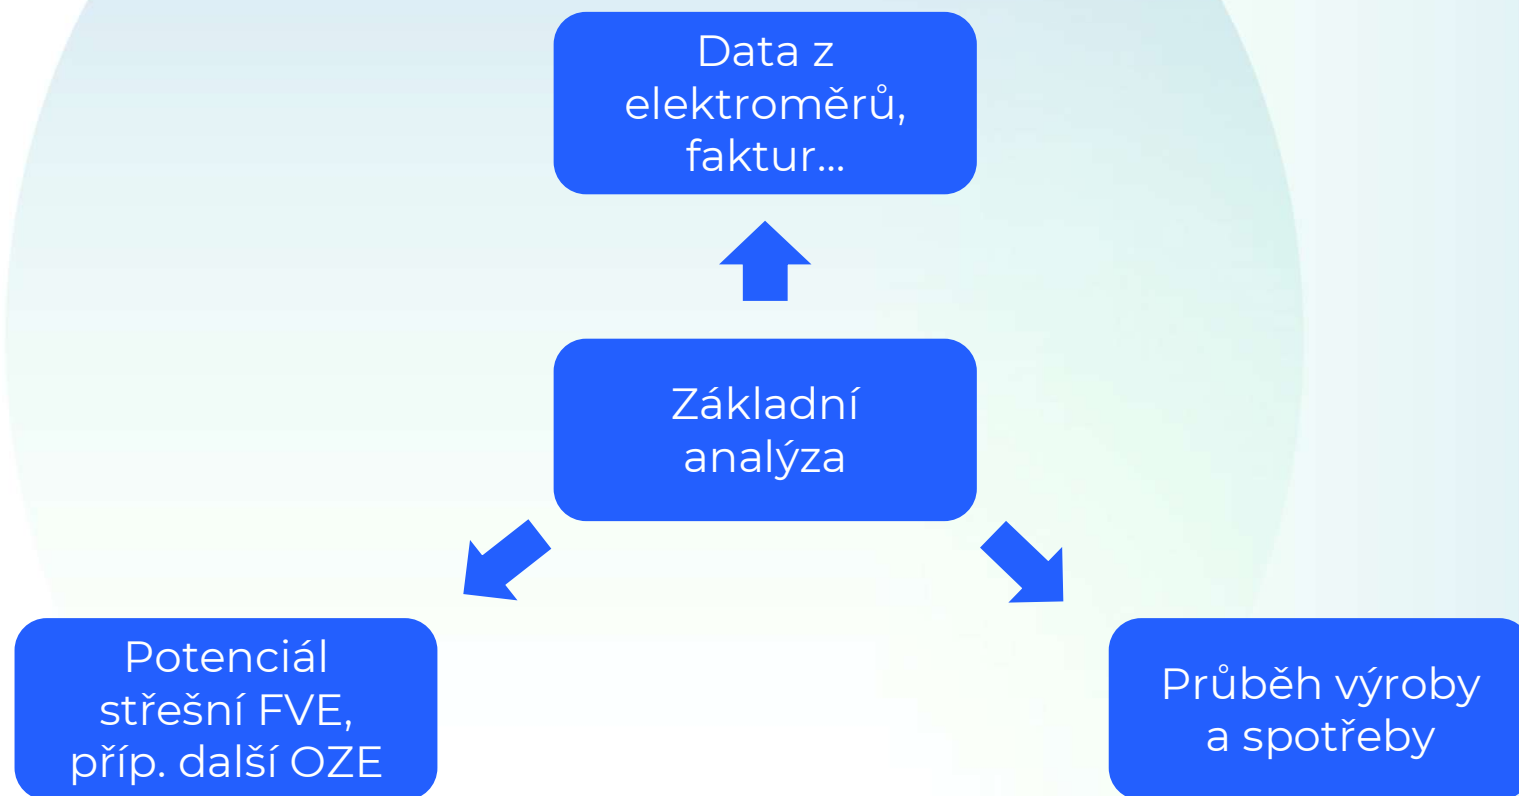 Data z
elektroměrů,
faktur…
Základní
analýza
Potenciál
střešní FVE,
příp. další OZE
Průběh výroby
a spotřeby